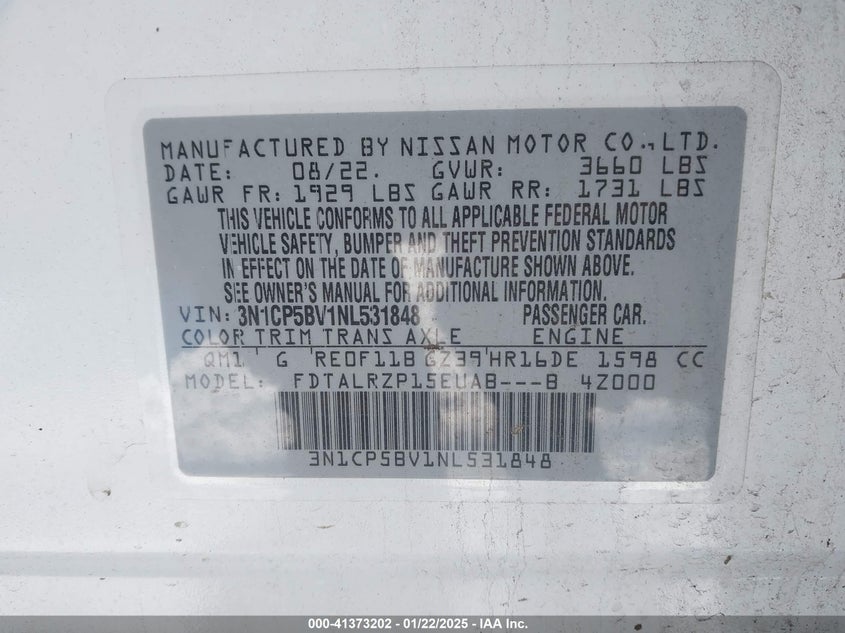 MANUFACTURED BY NISSAN MOTOR CO., LTD.
DATE: 08/22. GVWR: 3660 LBS
GAWR FR: 1929 LBS GAWR RR: 1731 LBS
THIS VEHICLE CONFORMS TO ALL APPLICABLE FEDERAL MOTOR
VEHICLE SAFETY, BUMPER AND THEFT PREVENTION STANDARDS
IN EFFECT ON THE DATE OF MANUFACTURE SHOWN ABOVE.
SEE OWNER'S MANUAL FOR ADDITIONAL INFORMATION.
VIN: 3N1CP5BV1NL531848 PASSENGER CAR.
COLOR TRIM TRANS AXLE ENGINE
QM1 G RE0F11B GZ39 HR16DE 1598 CC
MODEL: FDTALRZP15EUAB---B 4Z000
3N1CP5BV1NL531848
000-41373202 - 01/22/2025 - IAA Inc.